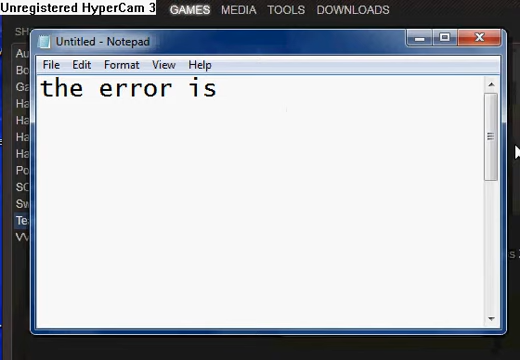 Unregistered HyperCam 3
GAMES MEDIA TOOLS DOWNLOADS
Untitled - Notepad
File Edit Format View Help
the error is